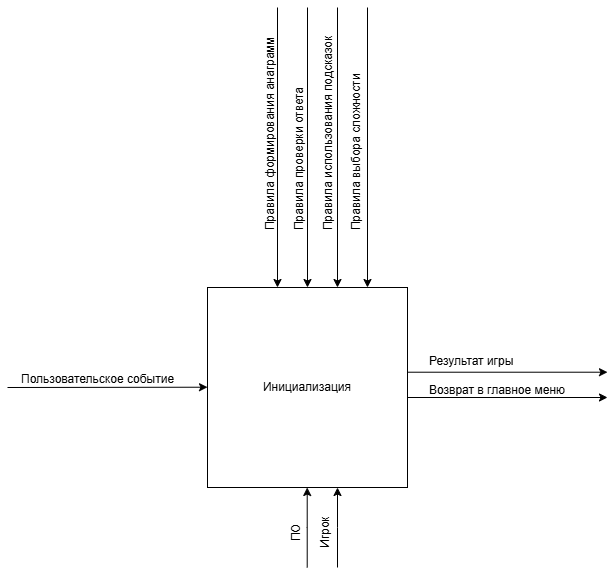 Правила формирования анаграмм
Правила проверки ответа
Правила использования подсказок
Правила выбора сложности
Пользовательское событие
Инициализация
Результат игры
Возврат в главное меню
ПО
Игрок